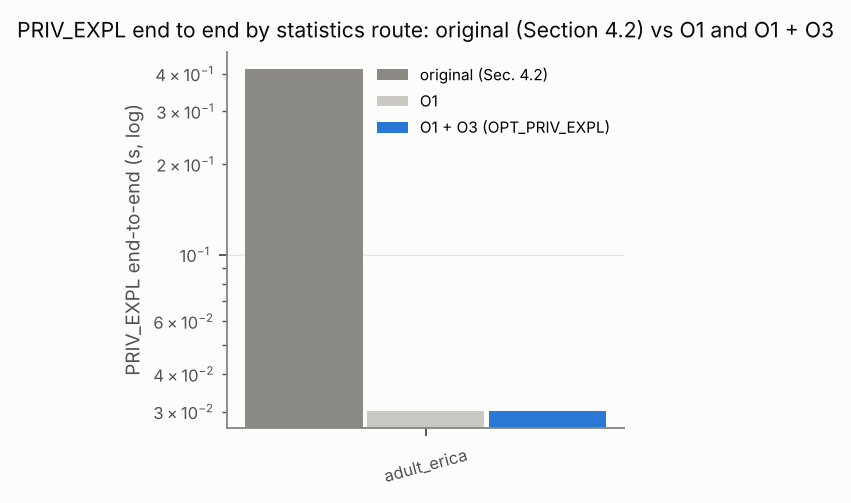 PRIV_EXPL end to end by statistics route: original (Section 4.2) vs O1 and O1 + O3
original (Sec. 4.2)
O1
O1 + O3 (OPT_PRIV_EXPL)
PRIV_EXPL end-to-end (s, log)
4 × 10⁻¹
3 × 10⁻¹
2 × 10⁻¹
10⁻¹
6 × 10⁻²
4 × 10⁻²
3 × 10⁻²
adult_erica